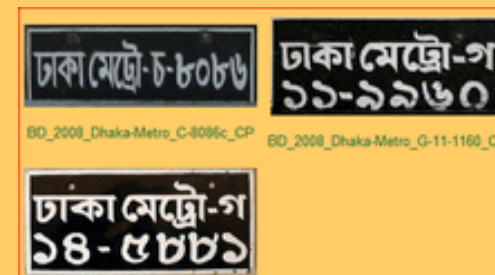 ঢাকা মেট্রো-চ-৮০৮৬
ঢাকা মেট্রো-গ
১১-৯৯৬০
BD_2008_Dhaka-Metro_C-8086c_CP
BD_2008_Dhaka-Metro_G-11-1160_C
ঢাকা মেট্রো-গ
১৪-৫৮৮১